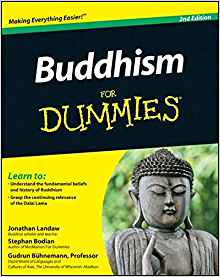 Making Everything Easier!™
2nd Edition
Buddhism
FOR
DUMMIES®
Learn to:
• Understand the fundamental beliefs
and history of Buddhism
• Grasp the continuing relevance
of the Dalai Lama
Jonathan Landaw
Buddhist scholar and teacher
Stephan Bodian
Author of Meditation For Dummies
Gudrun Bühnemann, Professor
Department of Languages and
Cultures of Asia, The University of Wisconsin-Madison